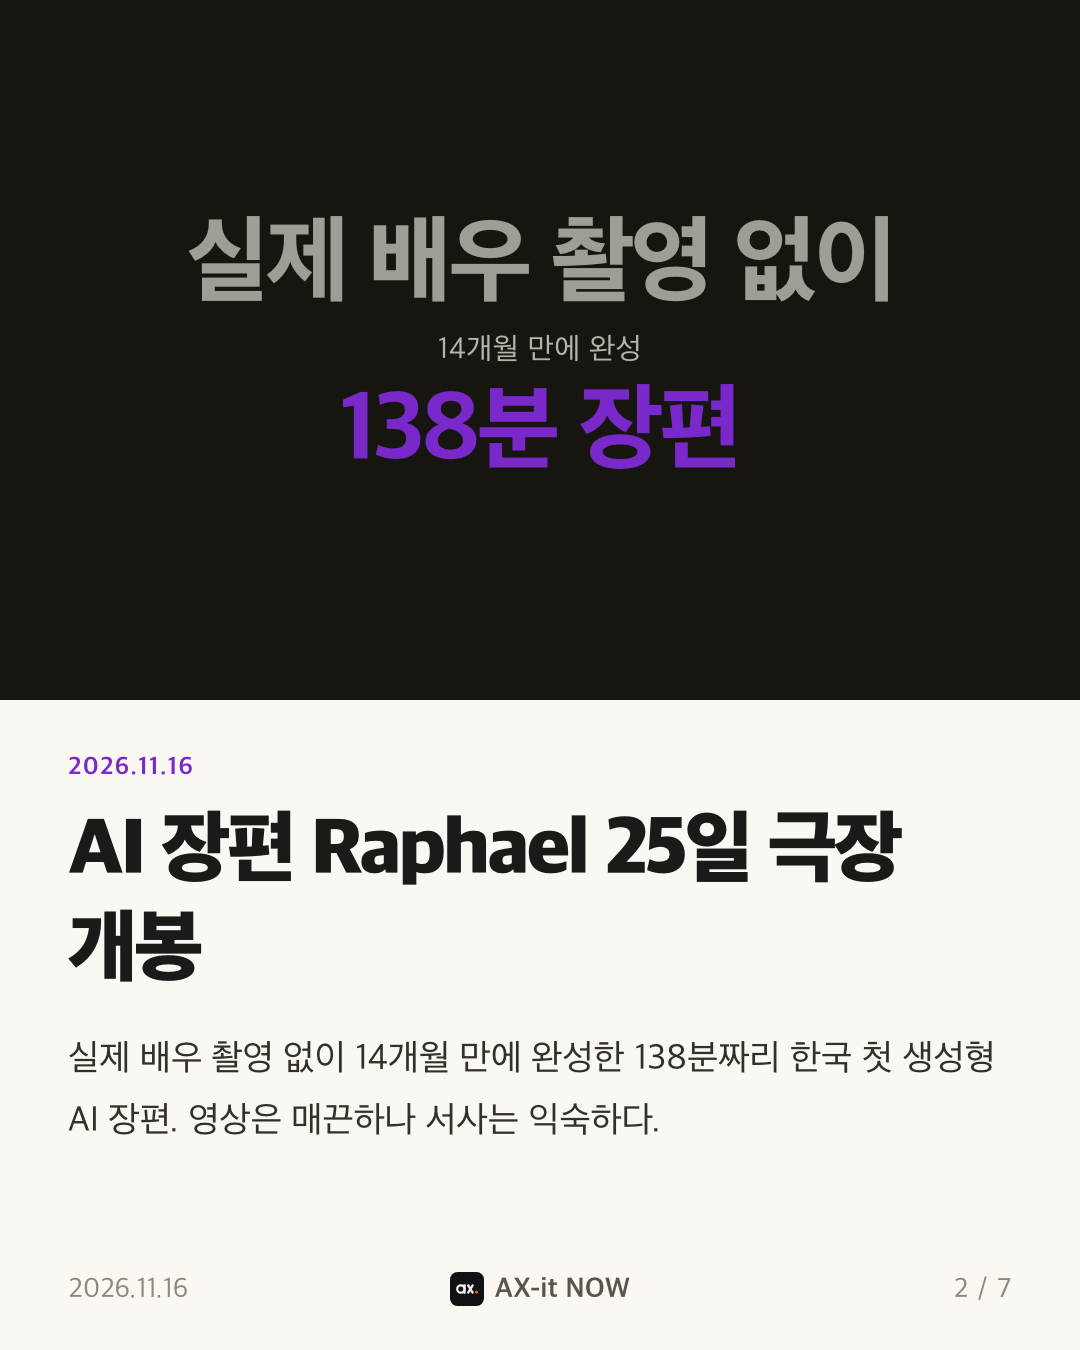 실제 배우 촬영 없이
14개월 만에 완성
138분 장편
2026.11.16
AI 장편 Raphael 25일 극장
개봉
실제 배우 촬영 없이 14개월 만에 완성한 138분짜리 한국 첫 생성형
AI 장편. 영상은 매끈하나 서사는 익숙하다.
2026.11.16
ax. AX-it NOW
2 / 7